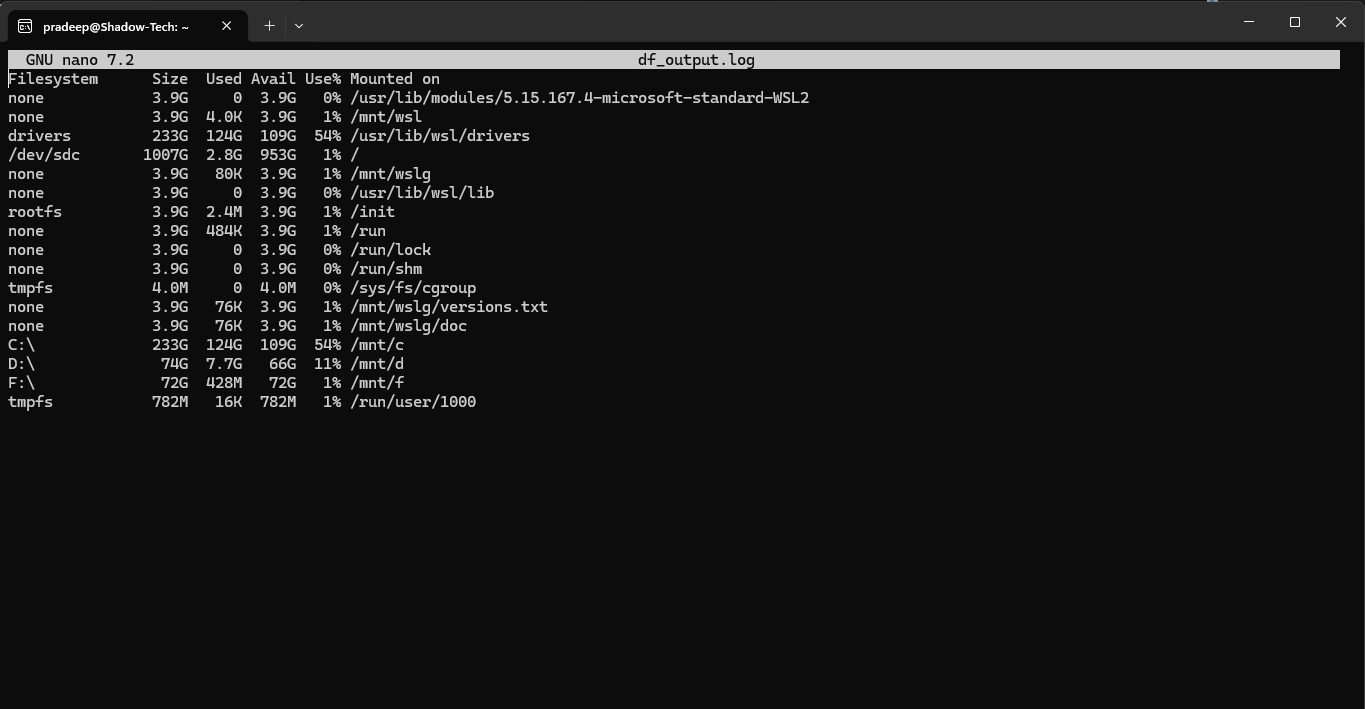 pradeep@Shadow-Tech: ~
GNU nano 7.2 df_output.log
Filesystem Size Used Avail Use% Mounted on
none 3.9G 0 3.9G 0% /usr/lib/modules/5.15.167.4-microsoft-standard-WSL2
none 3.9G 4.0K 3.9G 1% /mnt/wsl
drivers 233G 124G 109G 54% /usr/lib/wsl/drivers
/dev/sdc 1007G 2.8G 953G 1% /
none 3.9G 80K 3.9G 1% /mnt/wslg
none 3.9G 0 3.9G 0% /usr/lib/wsl/lib
rootfs 3.9G 2.4M 3.9G 1% /init
none 3.9G 484K 3.9G 1% /run
none 3.9G 0 3.9G 0% /run/lock
none 3.9G 0 3.9G 0% /run/shm
tmpfs 4.0M 0 4.0M 0% /sys/fs/cgroup
none 3.9G 76K 3.9G 1% /mnt/wslg/versions.txt
none 3.9G 76K 3.9G 1% /mnt/wslg/doc
C:\ 233G 124G 109G 54% /mnt/c
D:\ 74G 7.7G 66G 11% /mnt/d
F:\ 72G 428M 72G 1% /mnt/f
tmpfs 782M 16K 782M 1% /run/user/1000